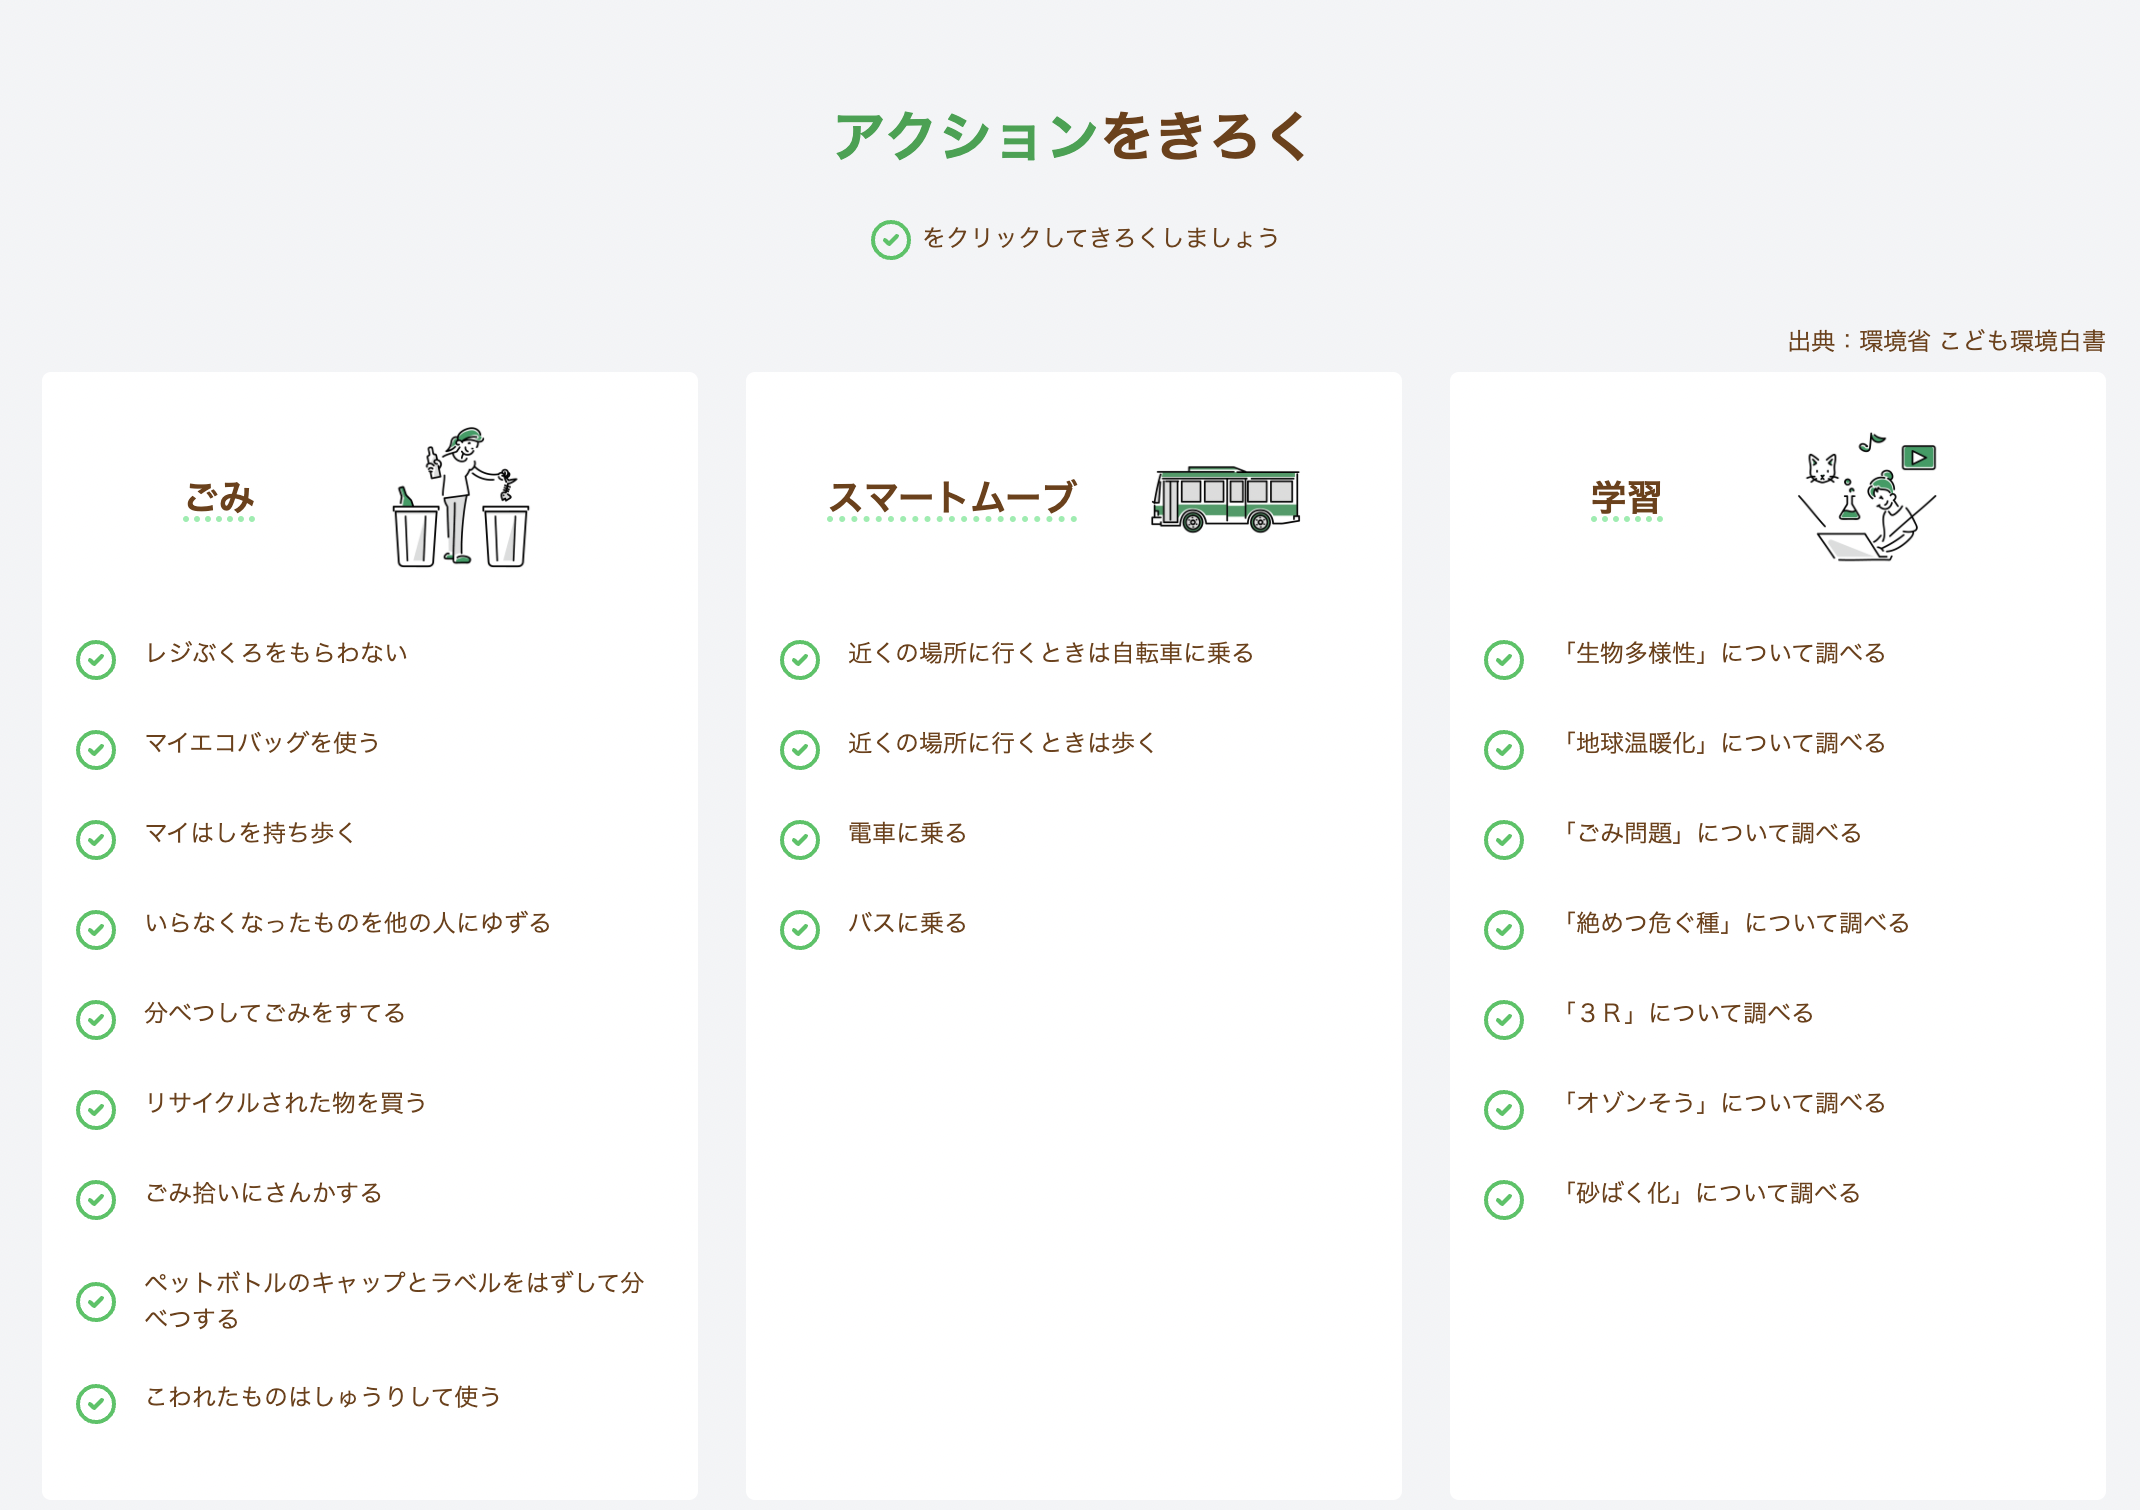 アクションをきろく
をクリックしてきろくしましょう
出典：環境省 こども環境白書
ごみ
レジぶくろをもらわない
マイエコバッグを使う
マイはしを持ち歩く
いらなくなったものを他の人にゆずる
分べつしてごみをすてる
リサイクルされた物を買う
ごみ拾いにさんかする
ペットボトルのキャップとラベルをはずして分
べつする
こわれたものはしゅうりして使う
スマートムーブ
近くの場所に行くときは自転車に乗る
近くの場所に行くときは歩く
電車に乗る
バスに乗る
学習
「生物多様性」について調べる
「地球温暖化」について調べる
「ごみ問題」について調べる
「絶めつ危ぐ種」について調べる
「３Ｒ」について調べる
「オゾンそう」について調べる
「砂ばく化」について調べる